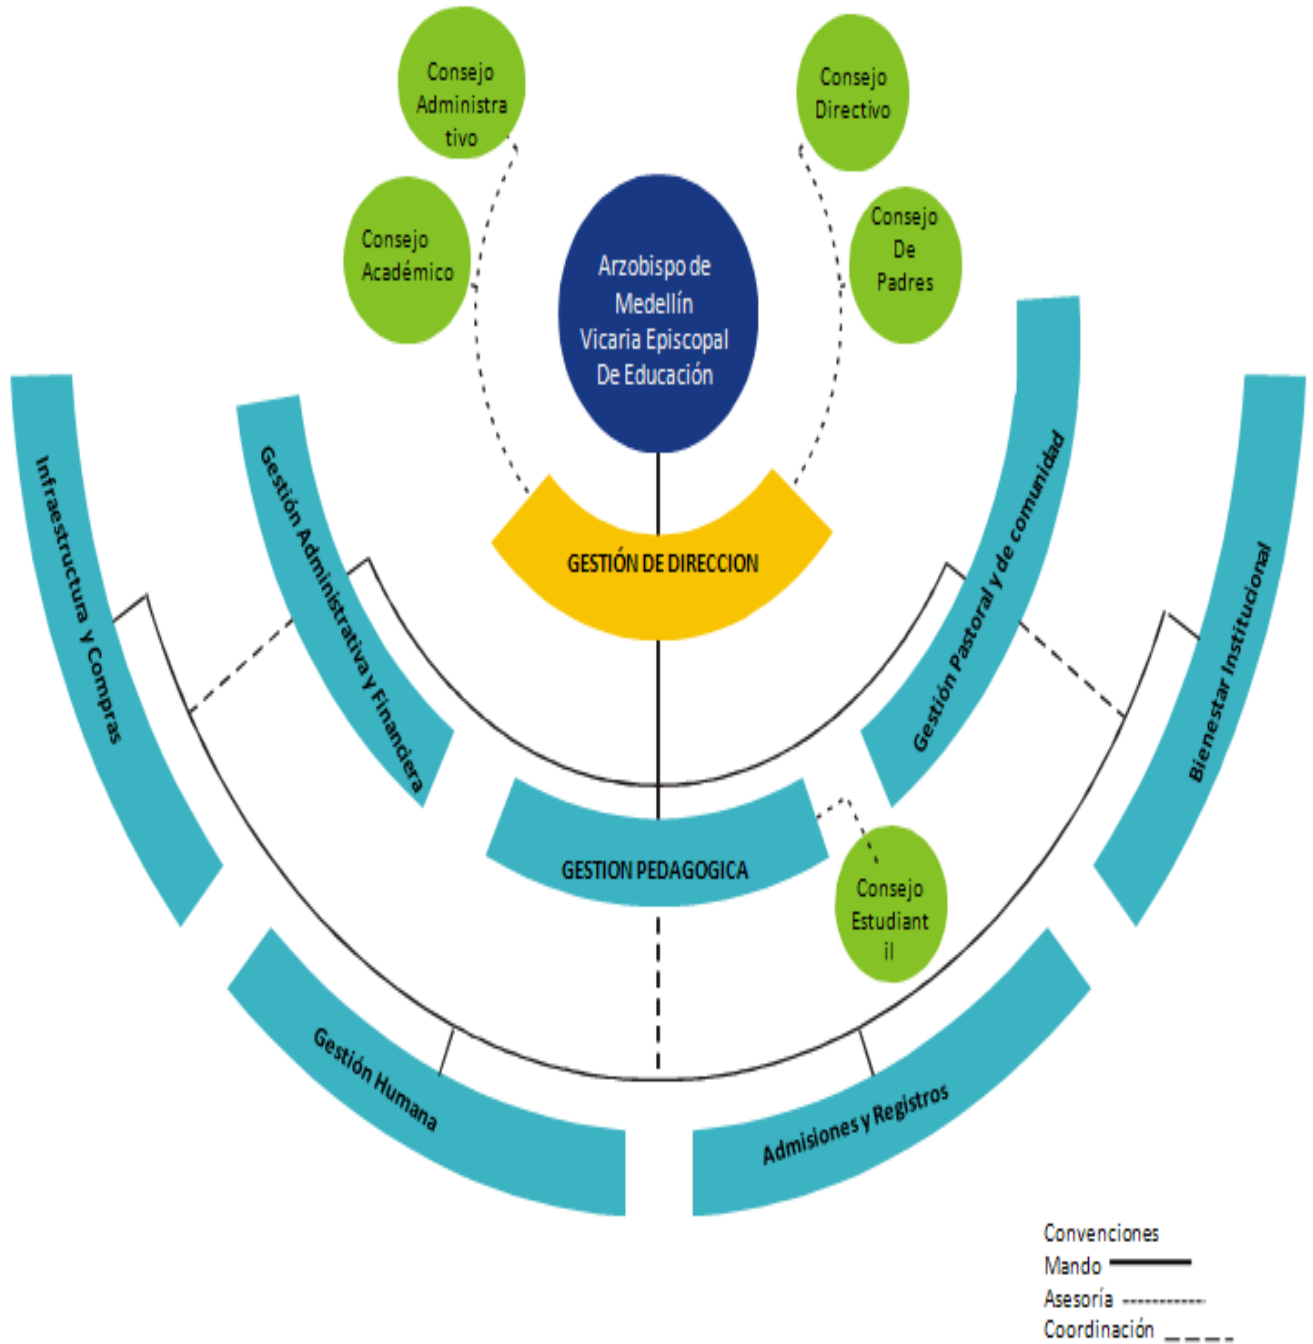 Consejo
Administra
tivo
Consejo
Directivo
Consejo
Académico
Consejo
De
Padres
Arzobispo de
Medellín
Vicaria Episcopal
De Educación
GESTIÓN DE DIRECCION
Infraestructura y Compras
Gestión Administrativa y Financiera
Gestión Pastoral y de comunidad
Bienestar Institucional
GESTION PEDAGOGICA
Consejo
Estudiant
il
Gestión Humana
Admisiones y Registros
Convenciones
Mando
Asesoría
Coordinación